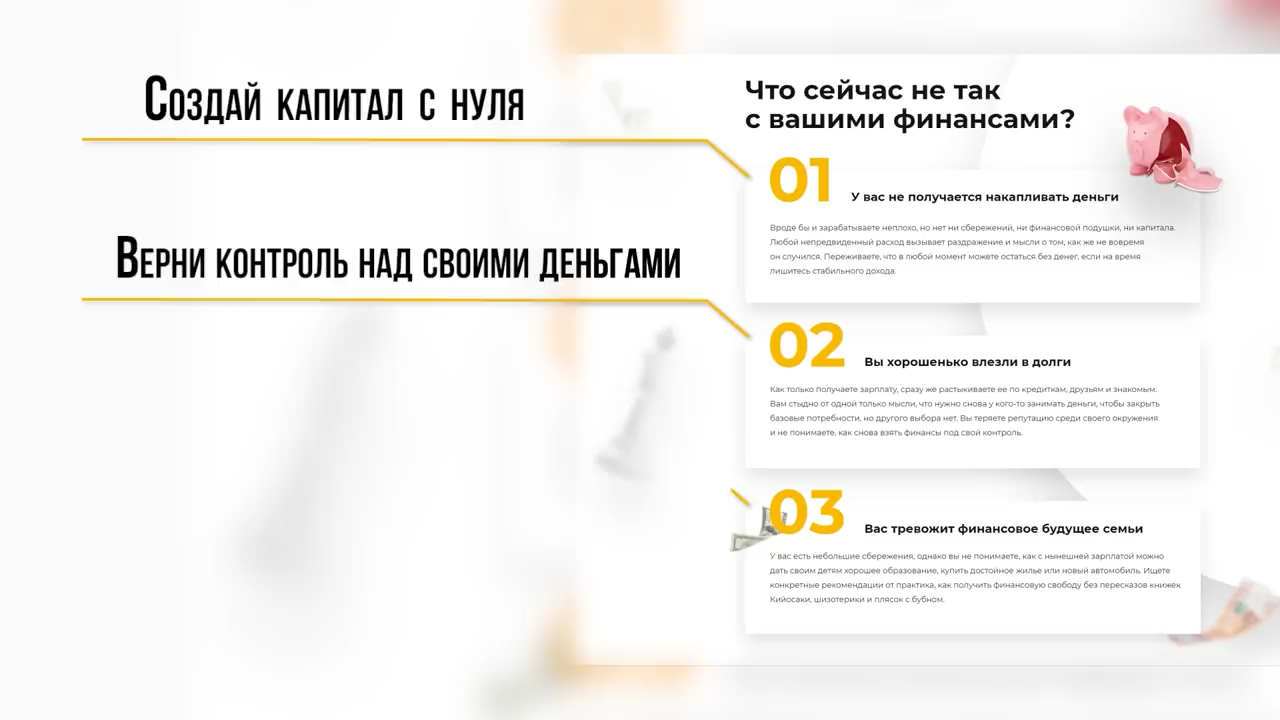 Создай капитал с нуля
Верни контроль над своими деньгами
Что сейчас не так
с вашими финансами?
01
У вас не получается накапливать деньги
Вроде бы и зарабатываете неплохо, но нет ни сбережений, ни финансовой подушки, ни капитала.
Любой непредвиденный расход вызывает раздражение и мысли о том, как же не вовремя
он случился. Переживаете, что в любой момент можете остаться без денег, если на время
лишитесь стабильного дохода.
02
Вы хорошенько влезли в долги
Как только получаете зарплату, сразу же растыкиваете ее по кредиткам, друзьям и знакомым.
Вам стыдно от одной только мысли, что нужно снова у кого-то занимать деньги, чтобы закрыть
базовые потребности, но другого выбора нет. Вы теряете репутацию среди своего окружения
и не понимаете, как снова взять финансы под свой контроль.
03
Вас тревожит финансовое будущее семьи
У вас есть небольшие сбережения, однако вы не понимаете, как с нынешней зарплатой можно
дать своим детям хорошее образование, купить достойное жилье или новый автомобиль. Ищете
конкретные рекомендации от практика, как получить финансовую свободу без пересказов книжек
Кийосаки, шизотерики и плясок с бубном.